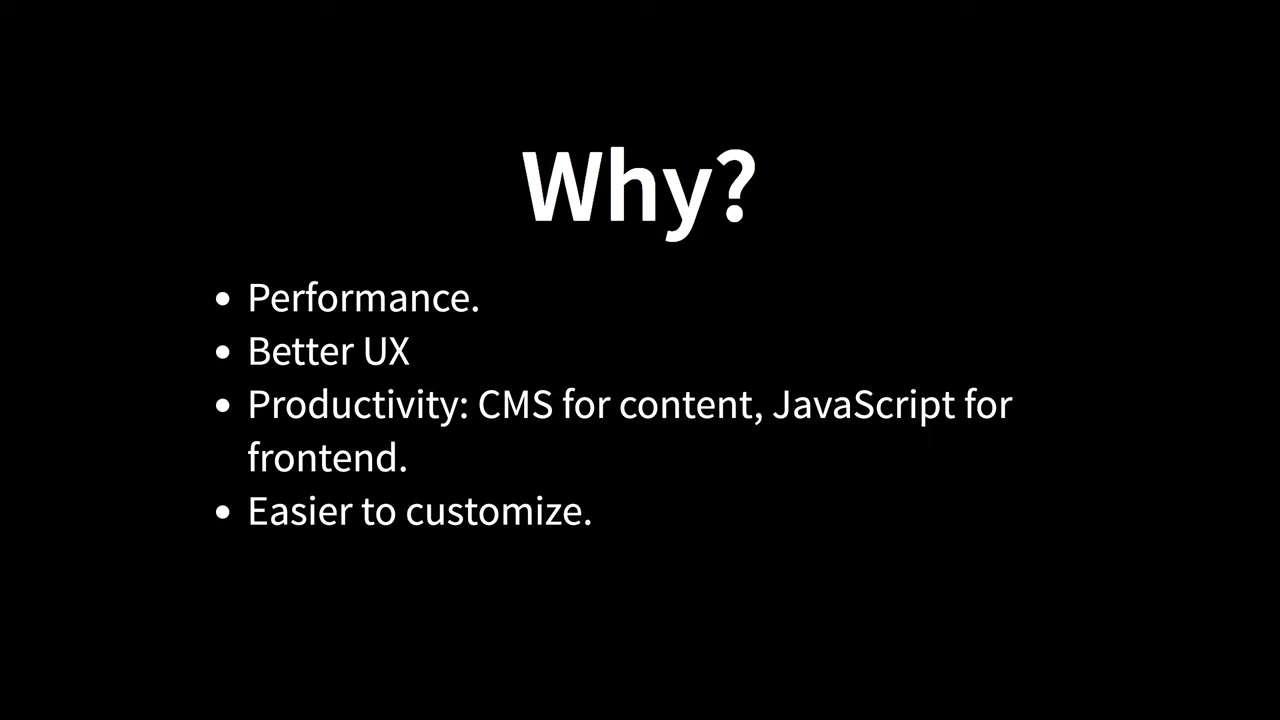 Why?
• Performance.
• Better UX
• Productivity: CMS for content, JavaScript for
frontend.
• Easier to customize.